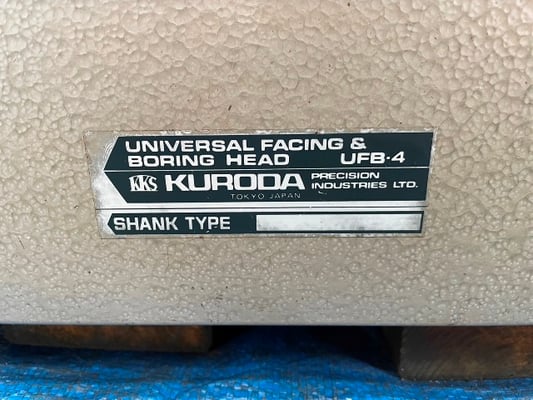 UNIVERSAL FACING &
BORING HEAD UFB-4
KKS KURODA PRECISION INDUSTRIES LTD.
TOKYO JAPAN
SHANK TYPE